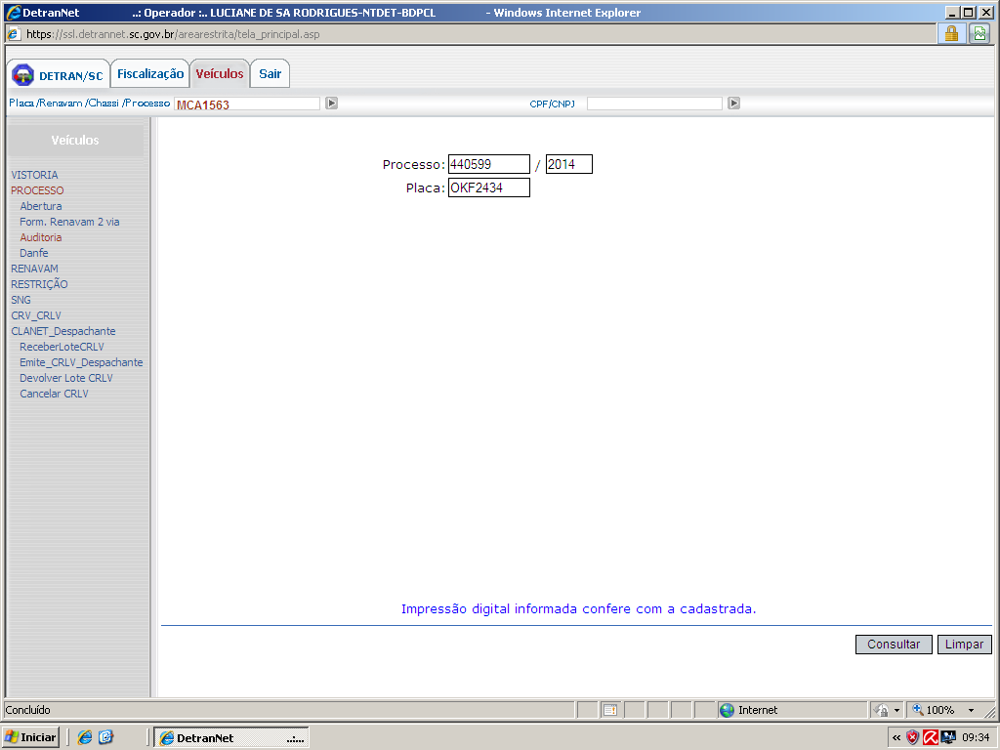 DetranNet ..: Operador :.. LUCIANE DE SA RODRIGUES-NTDET-BDPCL - Windows Internet Explorer
https://ssl.detrannet.sc.gov.br/arearestrita/tela_principal.asp
DETRAN/SC Fiscalização Veículos Sair
Placa /Renavam /Chassi /Processo MCA1563 CPF/CNPJ
Veículos
VISTORIA
PROCESSO
Abertura
Form. Renavam 2 via
Auditoria
Danfe
RENAVAM
RESTRIÇÃO
SNG
CRV_CRLV
CLANET_Despachante
ReceberLoteCRLV
Emite_CRLV_Despachante
Devolver Lote CRLV
Cancelar CRLV
Processo: 440599 / 2014
Placa: OKF2434
Impressão digital informada confere com a cadastrada.
Consultar Limpar
Concluído Internet 100%
Iniciar DetranNet ..:... « 09:34